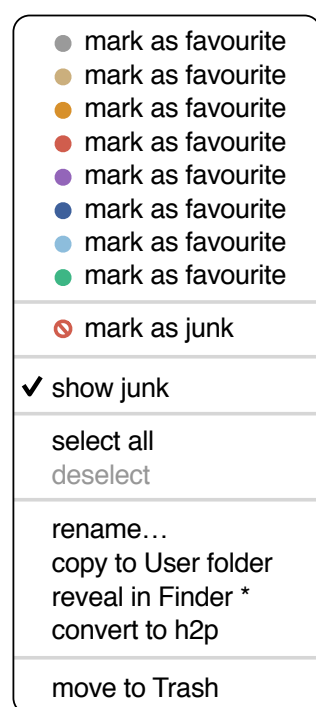 mark as favourite
mark as favourite
mark as favourite
mark as favourite
mark as favourite
mark as favourite
mark as favourite
mark as favourite
mark as junk
show junk
select all
deselect
rename…
copy to User folder
reveal in Finder *
convert to h2p
move to Trash